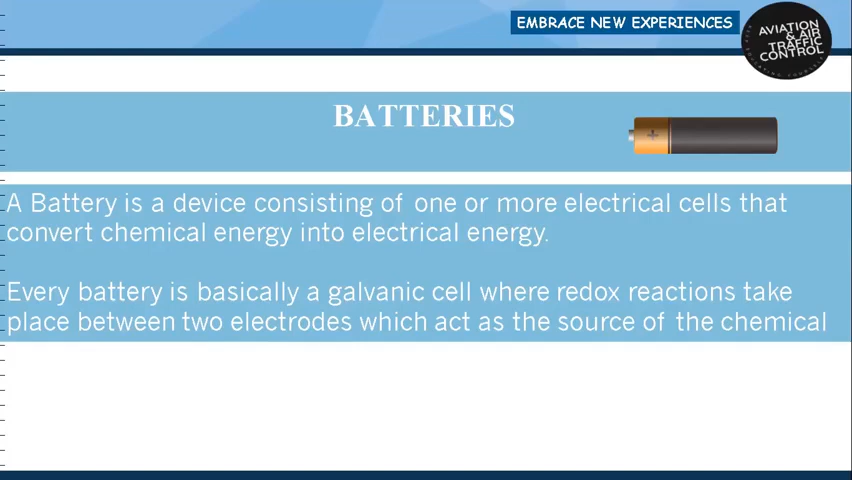 EMBRACE NEW EXPERIENCES
AVIATION
& AIR
TRAFFIC
CONTROL
BATTERIES
+
A Battery is a device consisting of one or more electrical cells that
convert chemical energy into electrical energy.
Every battery is basically a galvanic cell where redox reactions take
place between two electrodes which act as the source of the chemical